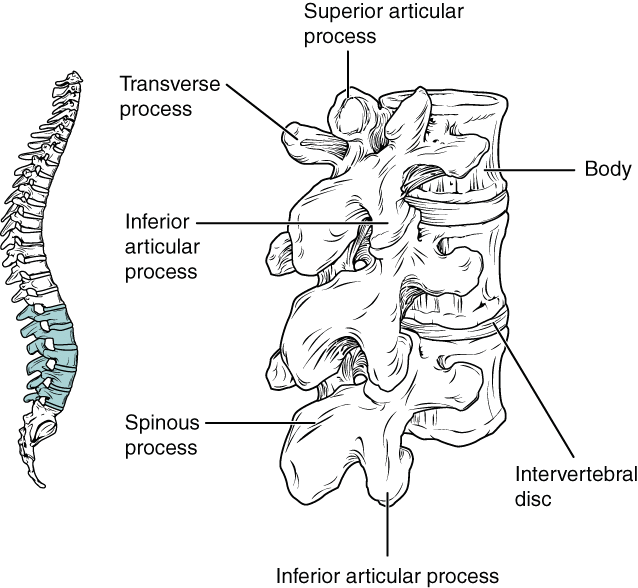 Superior articular
process
Transverse
process
Body
Inferior
articular
process
Spinous
process
Intervertebral
disc
Inferior articular process